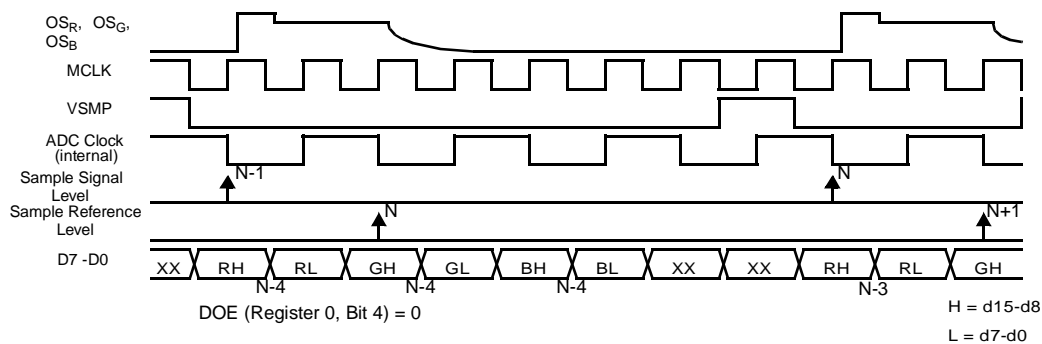 OSR, OSG,
OSB
MCLK
VSMP
ADC Clock
(internal)
Sample Signal
Level
N-1
N
Sample Reference
Level
N
N+1
D7 -D0
XX RH RL GH GL BH BL XX XX RH RL GH
N-4 N-4 N-4 N-3
DOE (Register 0, Bit 4) = 0
H = d15-d8
L = d7-d0